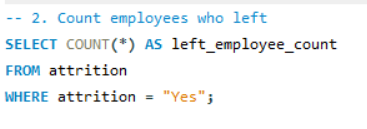 -- 2. Count employees who left
SELECT COUNT(*) AS left_employee_count
FROM attrition
WHERE attrition = "Yes";